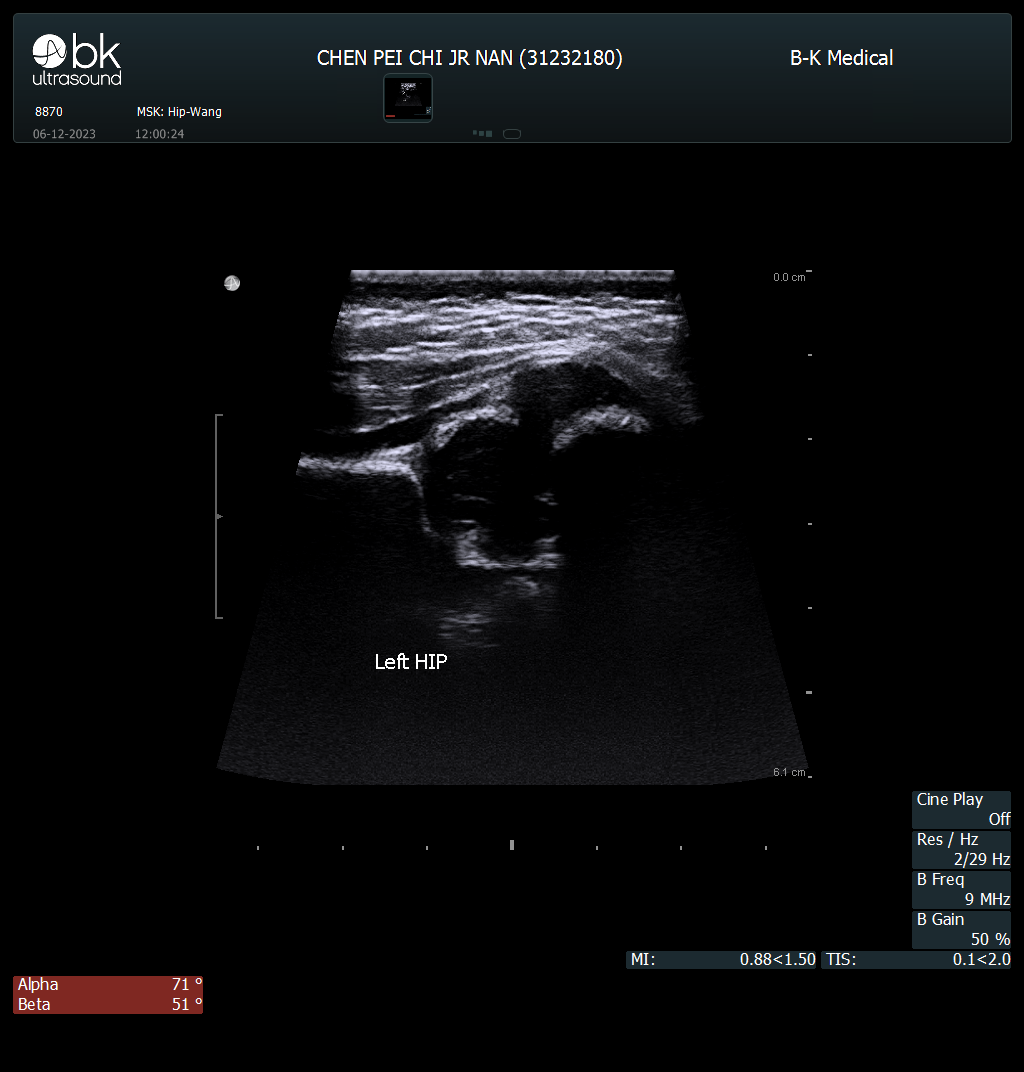 bk
ultrasound
CHEN PEI CHI JR NAN (31232180)
B-K Medical
8870
MSK: Hip-Wang
06-12-2023
12:00:24
0.0 cm
6.1 cm
Left HIP
Cine Play
Off
Res / Hz
2/29 Hz
B Freq
9 MHz
B Gain
50 %
MI: 0.88<1.50
TIS: 0.1<2.0
Alpha 71 °
Beta 51 °